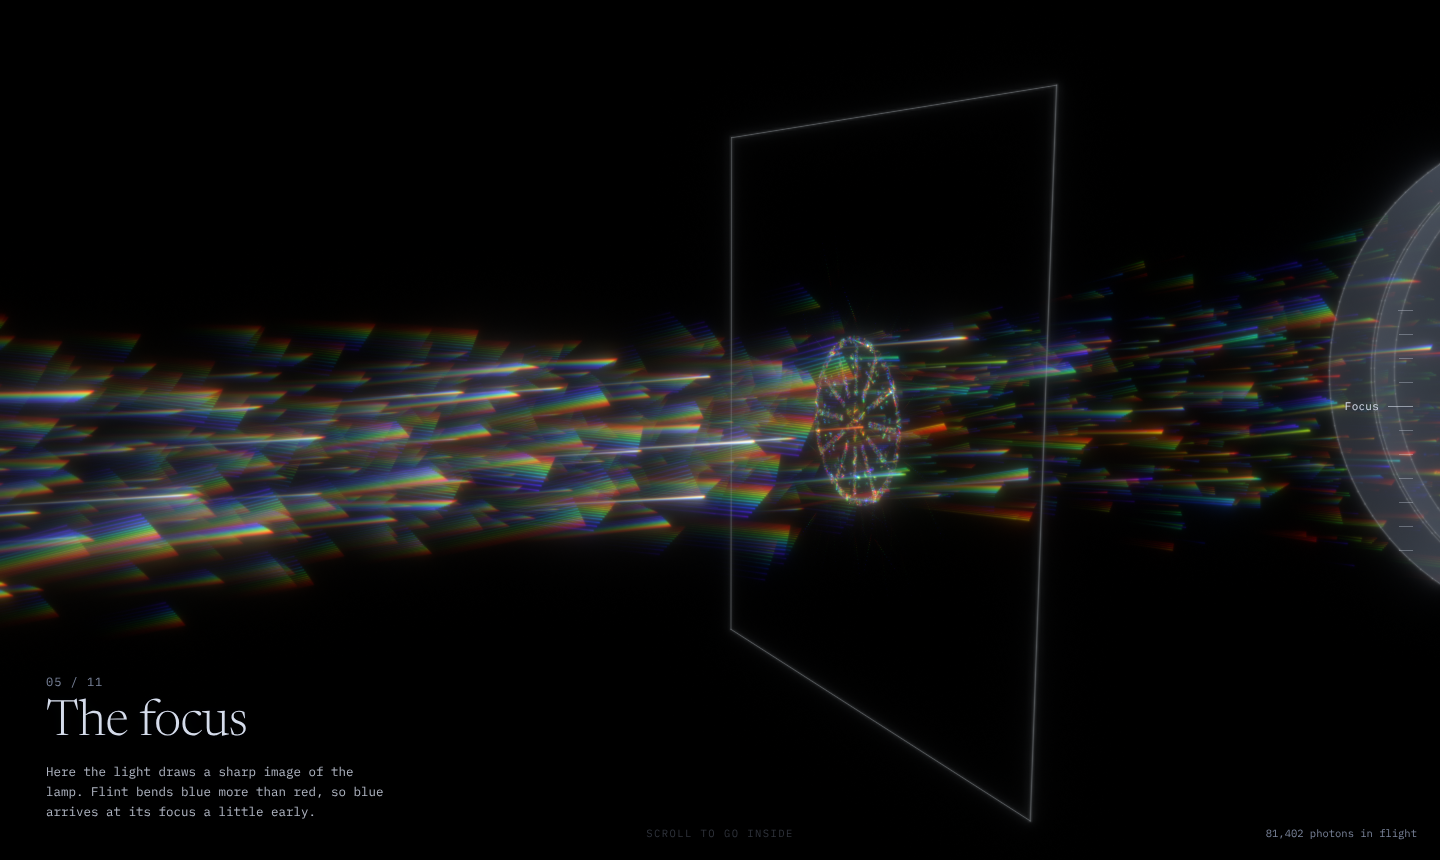 Focus
05 / 11
The focus
Here the light draws a sharp image of the
lamp. Flint bends blue more than red, so blue
arrives at its focus a little early.
SCROLL TO GO INSIDE
81,402 photons in flight